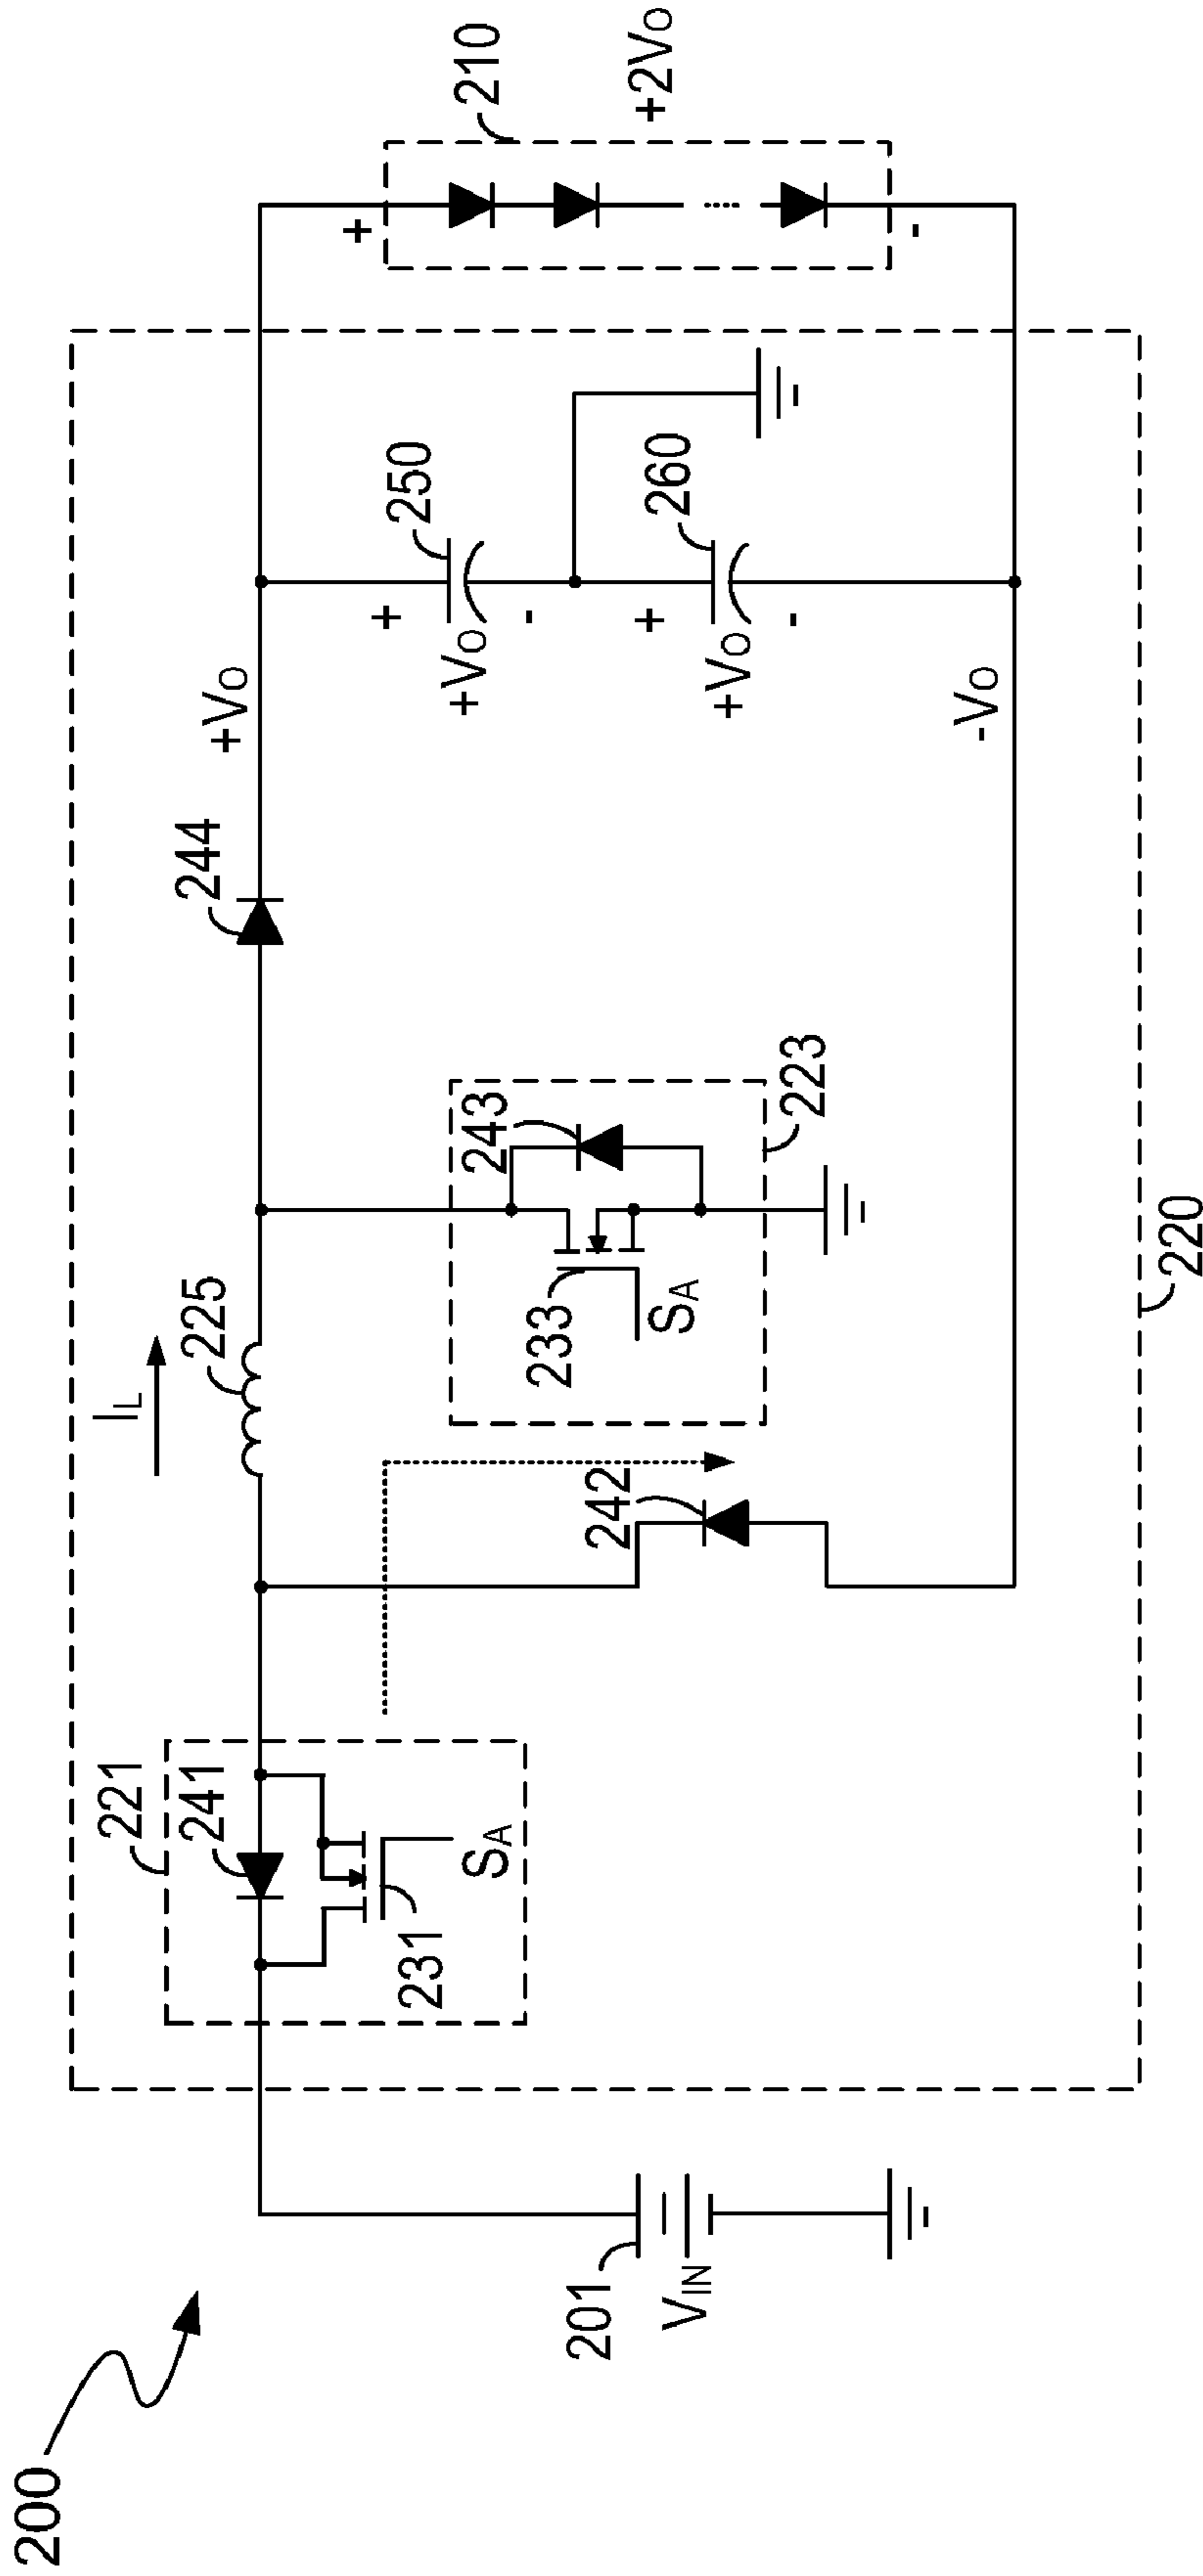 200
201
V_IN
221
241
231
S_A
I_L
225
242
233
S_A
243
223
220
244
+V_O
+
250
+V_O
-
+
260
+V_O
-
-V_O
+
210
+2V_O
-